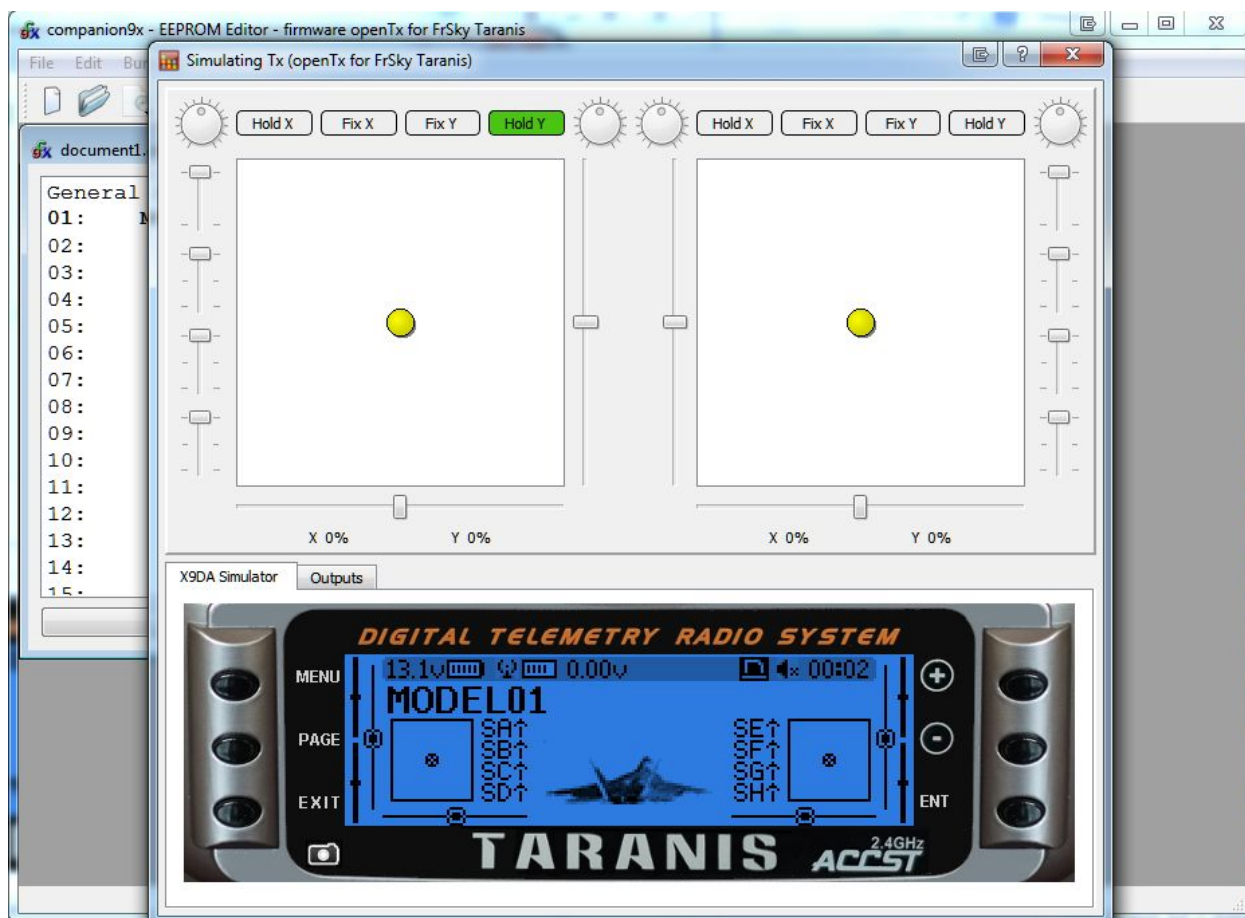 companion9x - EEPROM Editor - firmware openTx for FrSky Taranis
File Edit
Simulating Tx (openTx for FrSky Taranis)
document1.
General
01:
02:
03:
04:
05:
06:
07:
08:
09:
10:
11:
12:
13:
14:
15:
Hold X Fix X Fix Y Hold Y Hold X Fix X Fix Y Hold Y
X 0% Y 0% X 0% Y 0%
X9DA Simulator Outputs
DIGITAL TELEMETRY RADIO SYSTEM
MENU 13.1v 0.00v 00:02
MODEL01
PAGE SA↑ SE↑
SB↑ SF↑
SC↑ SG↑
EXIT SD↑ SH↑ ENT
TARANIS ACCST 2.4GHz